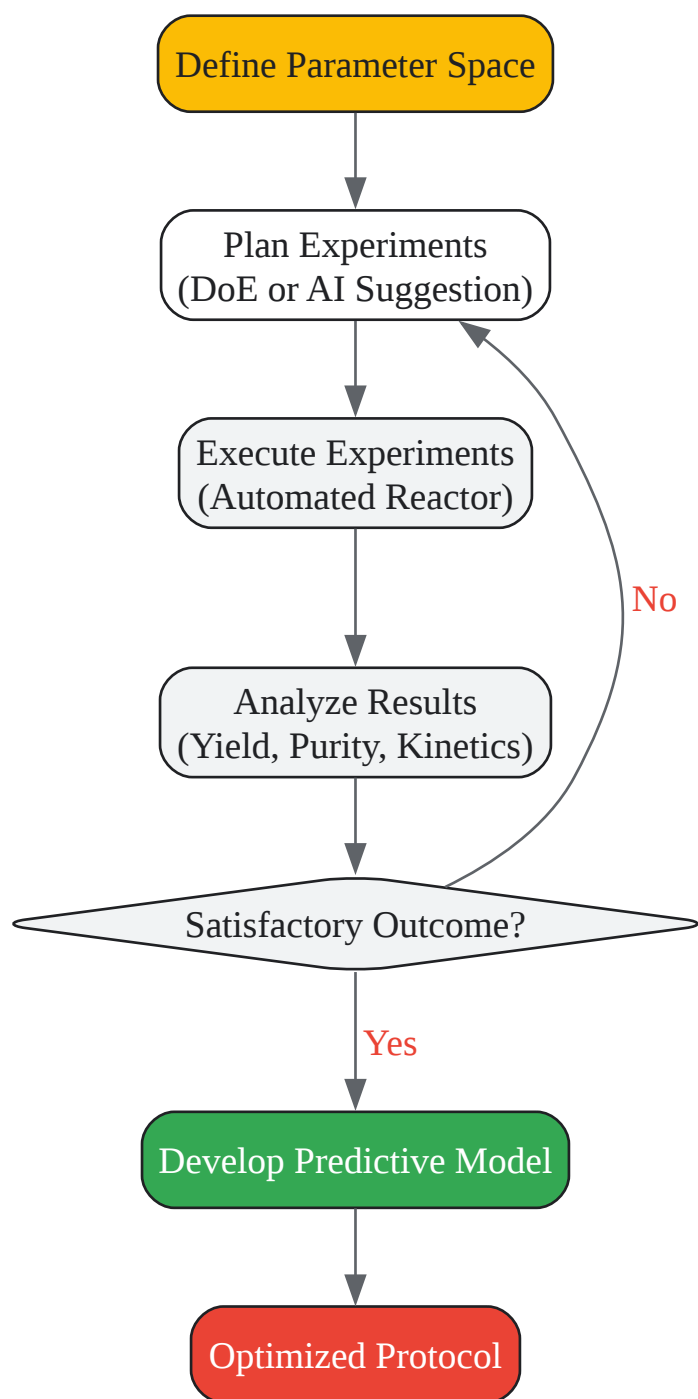 Define Parameter Space
Plan Experiments
(DoE or AI Suggestion)
Execute Experiments
(Automated Reactor)
No
Analyze Results
(Yield, Purity, Kinetics)
Satisfactory Outcome?
Yes
Develop Predictive Model
Optimized Protocol